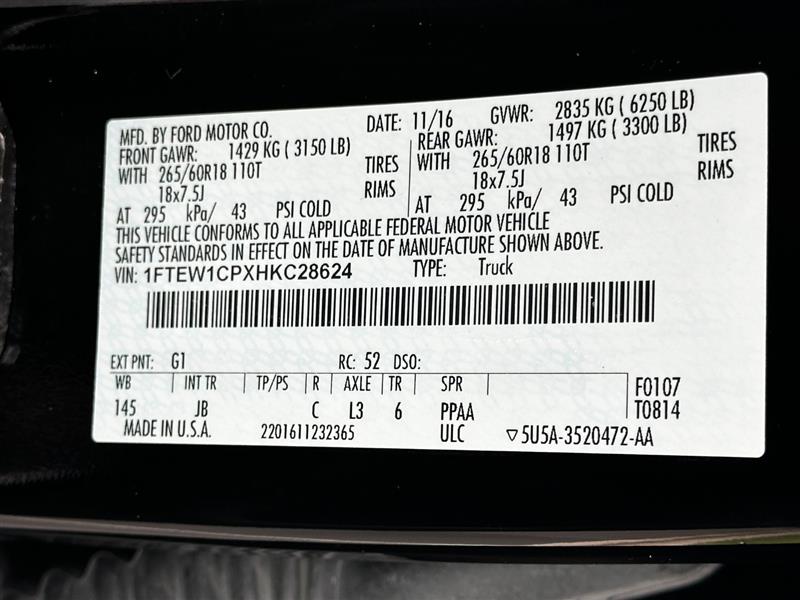 MFD. BY FORD MOTOR CO. DATE: 11/16 GVWR: 2835 KG ( 6250 LB)
FRONT GAWR: 1429 KG ( 3150 LB) REAR GAWR: 1497 KG ( 3300 LB)
WITH 265/60R18 110T TIRES WITH 265/60R18 110T TIRES
18x7.5J RIMS 18x7.5J RIMS
AT 295 kPa/ 43 PSI COLD AT 295 kPa/ 43 PSI COLD
THIS VEHICLE CONFORMS TO ALL APPLICABLE FEDERAL MOTOR VEHICLE
SAFETY STANDARDS IN EFFECT ON THE DATE OF MANUFACTURE SHOWN ABOVE.
VIN: 1FTEW1CPXHKC28624 TYPE: Truck
EXT PNT: G1 RC: 52 DSO:
WB INT TR TP/PS R AXLE TR SPR F0107
145 JB C L3 6 PPAA T0814
MADE IN U.S.A. 2201611232365 ULC ▽5U5A-3520472-AA